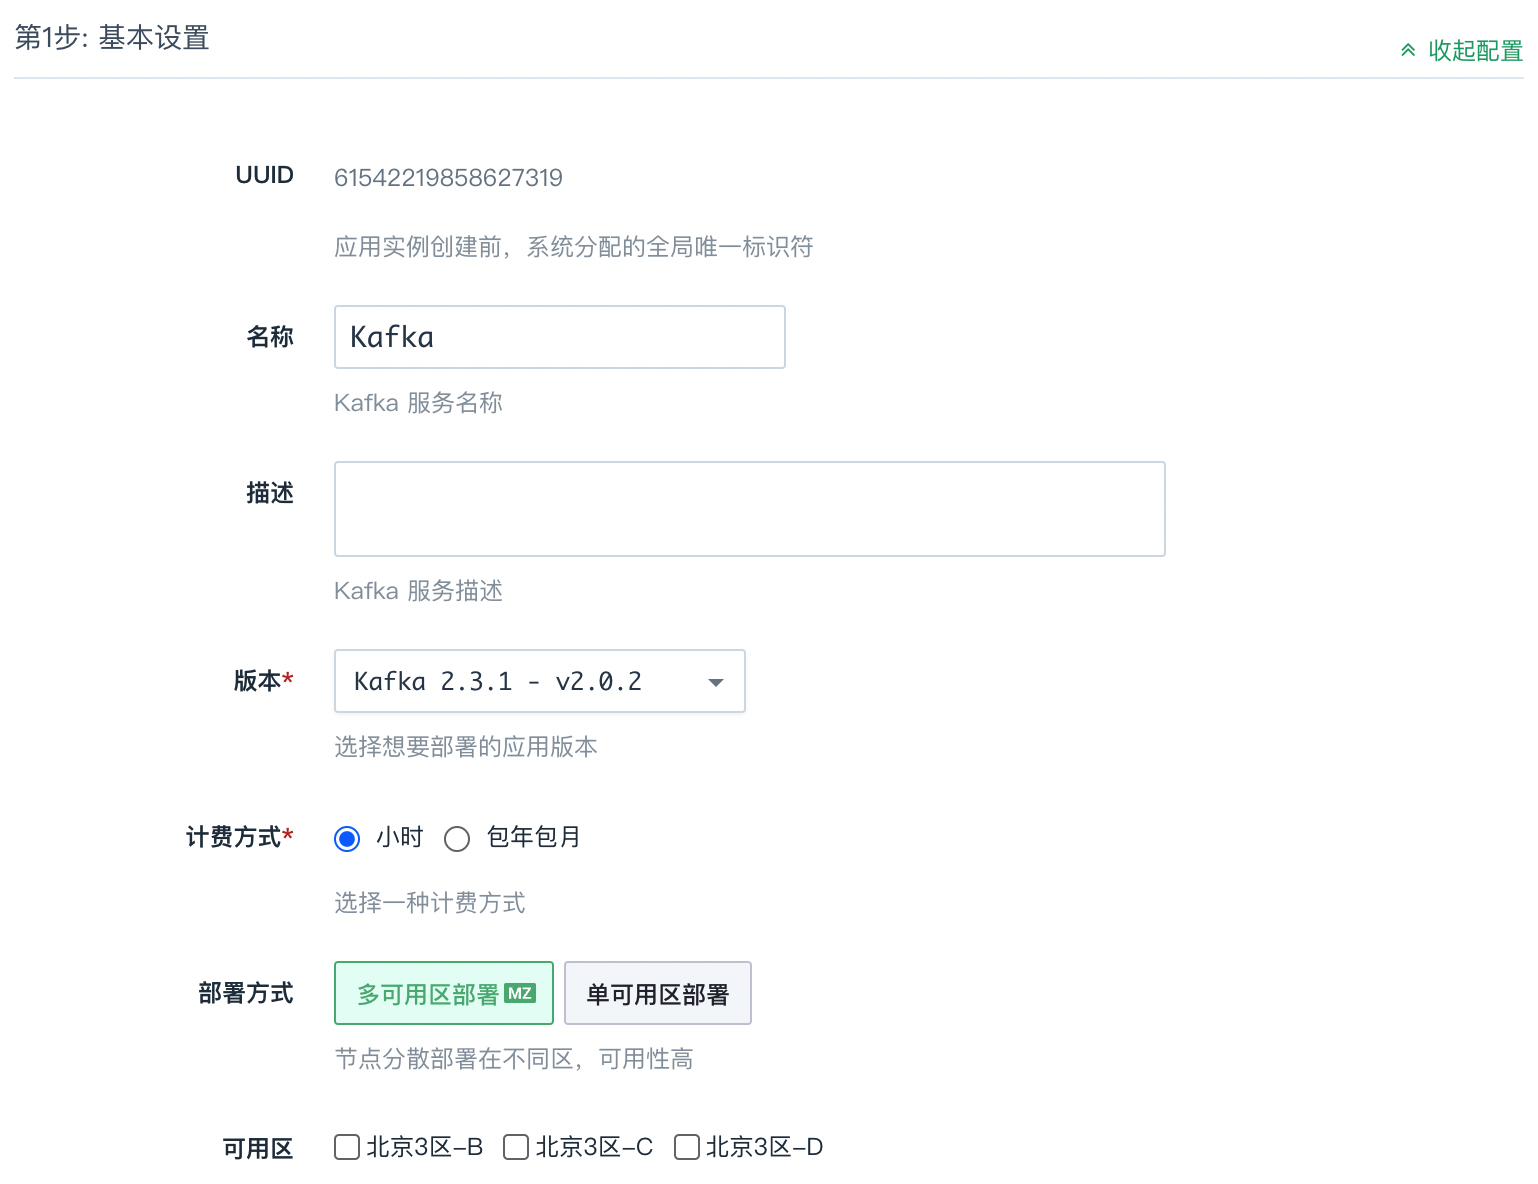 第1步: 基本设置
收起配置
UUID 61542219858627319
应用实例创建前，系统分配的全局唯一标识符
名称 Kafka
Kafka 服务名称
描述
Kafka 服务描述
版本* Kafka 2.3.1 - v2.0.2
选择想要部署的应用版本
计费方式* 小时 包年包月
选择一种计费方式
部署方式 多可用区部署 MZ 单可用区部署
节点分散部署在不同区，可用性高
可用区 北京3区-B 北京3区-C 北京3区-D